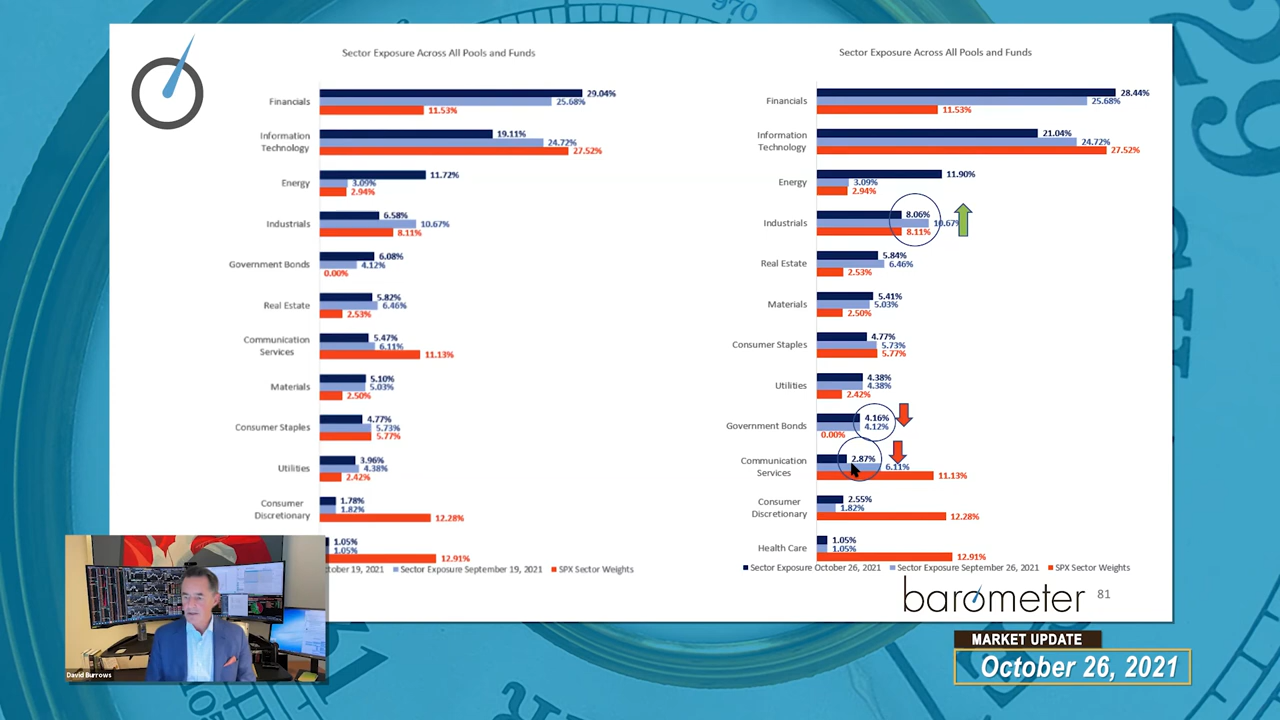 970
29
Sector Exposure Across All Pools and Funds
Financials
29.04%
25.68%
11.53%
Information
Technology
19.11%
24.72%
27.52%
Energy
11.72%
3.09%
2.94%
Industrials
6.58%
10.67%
8.11%
Government Bonds
6.08%
4.12%
0.00%
Real Estate
5.82%
6.46%
2.53%
Communication
Services
5.47%
6.11%
11.13%
Materials
5.10%
5.03%
2.50%
Consumer Staples
4.77%
5.73%
5.77%
Utilities
3.96%
4.38%
2.42%
Consumer
Discretionary
1.78%
1.82%
12.28%
1.05%
1.05%
12.91%
tober 19, 2021
Sector Exposure September 19, 2021
SPX Sector Weights
Sector Exposure Across All Pools and Funds
Financials
28.44%
25.68%
11.53%
Information
Technology
21.04%
24.72%
27.52%
Energy
11.90%
3.09%
2.94%
Industrials
8.06%
10.67%
8.11%
Real Estate
5.84%
6.46%
2.53%
Materials
5.41%
5.03%
2.50%
Consumer Staples
4.77%
5.73%
5.77%
Utilities
4.38%
4.38%
2.42%
Government Bonds
4.16%
4.12%
0.00%
Communication
Services
2.87%
6.11%
11.13%
Consumer
Discretionary
2.55%
1.82%
12.28%
Health Care
1.05%
1.05%
12.91%
Sector Exposure October 26, 2021
Sector Exposure September 26, 2021
SPX Sector Weights
barometer
81
MARKET UPDATE
October 26, 2021
David Burrows